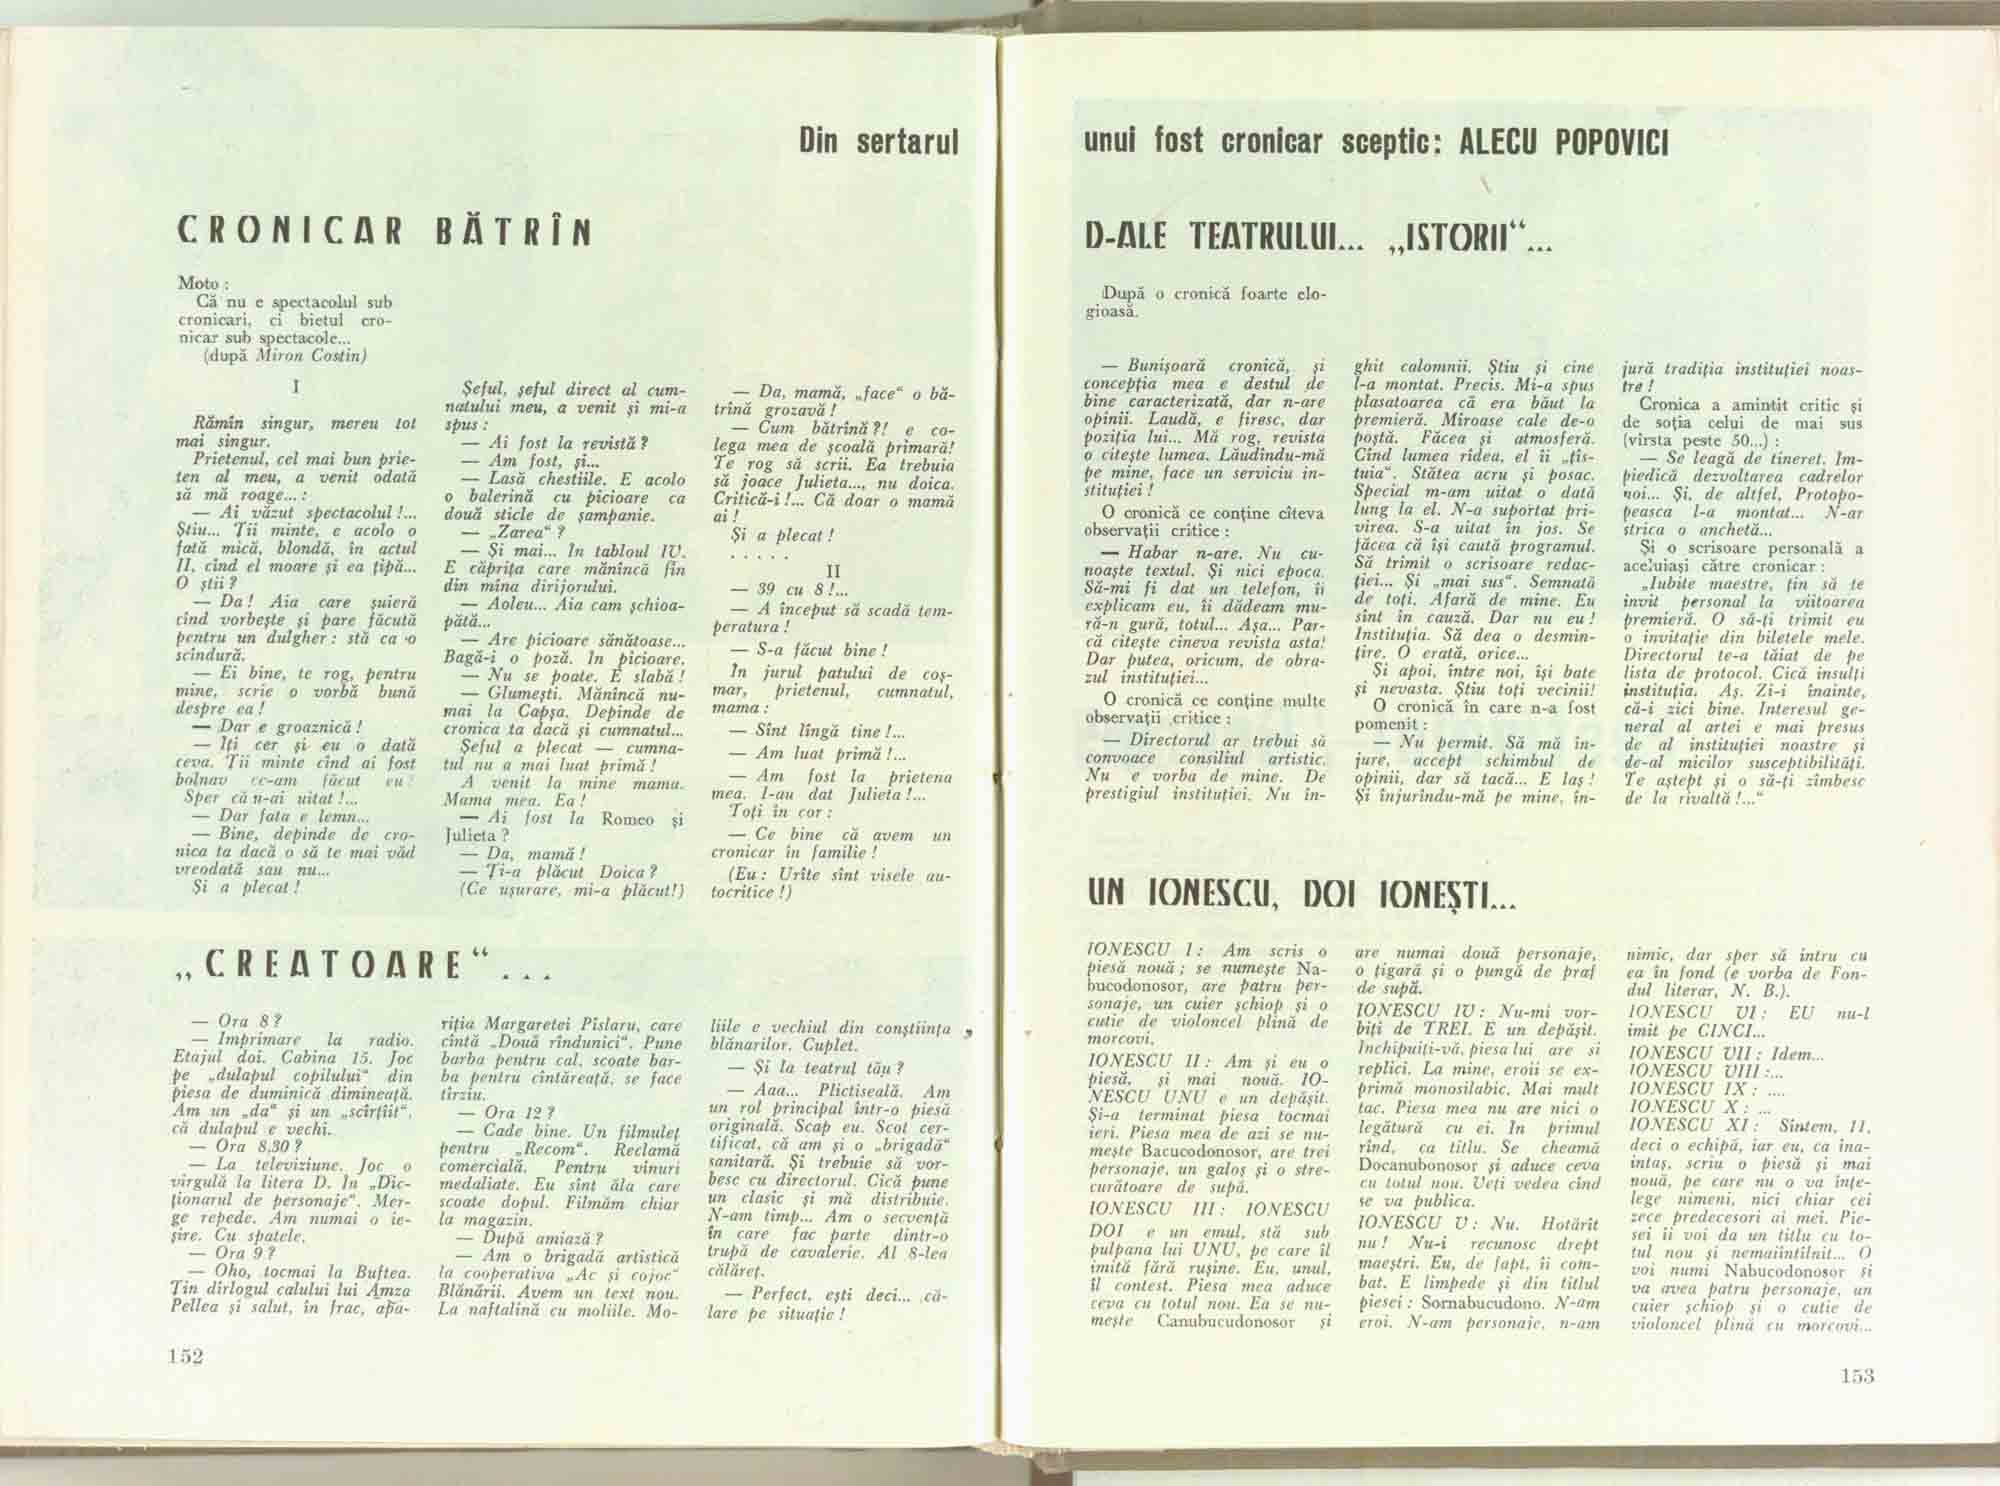 Din sertarul
CRONICAR BĂTRÎN
Moto :
Că nu e spectacolul sub
cronicari, ci bietul cro-
nicar sub spectacole...
(după Miron Costin)
I
Rămîn singur, mereu tot
mai singur.
Prietenul, cel mai bun prie-
ten al meu, a venit odată
să mă roage... :
— Ai văzut spectacolul !...
Știu... Ții minte, e acolo o
fată mică, blondă, în actul
II, cînd el moare și ea țipă...
O știi ?
— Da ! Aia care șuieră
cînd vorbește și pare făcută
pentru un dulgher : stă ca o
scîndură.
— Ei bine, te rog, pentru
mine, scrie o vorbă bună
despre ea !
— Dar e groaznică !
— Iți cer și eu o dată
ceva. Ții minte cînd ai fost
bolnav ce-am făcut eu ?
Sper că n-ai uitat !...
— Dar fata e lemn...
— Bine, depinde de cro-
nica ta dacă o să te mai văd
vreodată sau nu...
Și a plecat !
Șeful, șeful direct al cum-
natului meu, a venit și mi-a
spus :
— Ai fost la revistă ?
— Am fost, și...
— Lasă chestiile. E acolo
o balerină cu picioare ca
două sticle de șampanie.
— „Zarea“ ?
— Și mai... In tabloul IV.
E căprița care mănîncă fin
din mîna dirijorului.
— Aoleu... Aia cam șchioa-
pătă...
— Are picioare sănătoase...
Bagă-i o poză. In picioare.
— Nu se poate. E slabă !
— Glumești. Mănîncă nu-
mai la Capșa. Depinde de
cronica ta dacă și cumnatul...
Șeful a plecat — cumna-
tul nu a mai luat primă !
A venit la mine mama.
Mama mea. Ea !
— Ai fost la Romeo și
Julieta ?
— Da, mamă !
— Ți-a plăcut Doica ?
(Ce ușurare, mi-a plăcut!)
— Da, mamă, „face“ o bă-
trînă grozavă !
— Cum bătrînă ?! e co-
lega mea de școală primară!
Te rog să scrii. Ea trebuia
să joace Julieta..., nu doica.
Critică-i !... Că doar o mamă
ai !
Și a plecat !
. . . . .
II
— 39 cu 8 !...
— A început să scadă tem-
peratura !
— S-a făcut bine !
In jurul patului de coș-
mar, prietenul, cumnatul,
mama :
— Sînt lîngă tine !...
— Am luat primă !...
— Am fost la prietena
mea. I-au dat Julieta !...
Toți în cor :
— Ce bine că avem un
cronicar în familie !
(Eu : Urîte sînt visele au-
tocritice !)
„CREATOARE“...
— Ora 8 ?
— Imprimare la radio.
Etajul doi. Cabina 15. Joc
pe „dulapul copilului“ din
piesa de duminică dimineață.
Am un „da“ și un „scîrțiit“,
că dulapul e vechi.
— Ora 8,30 ?
— La televiziune. Joc o
virgulă la litera D. In „Dic-
ționarul de personaje“. Mer-
ge repede. Am numai o ie-
șire. Cu spatele.
— Ora 9 ?
— Oho, tocmai la Buftea.
Țin dîrlogul calului lui Amza
Pellea și salut, în frac, apa-
riția Margaretei Pîslaru, care
cîntă „Două rîndunici“. Pune
barba pentru cal, scoate bar-
ba pentru cîntăreață, se face
tîrziu.
— Ora 12 ?
— Cade bine. Un filmuleț
pentru „Recom“. Reclamă
comercială. Pentru vinuri
medaliate. Eu sînt ăla care
scoate dopul. Filmăm chiar
la magazin.
— După amiază ?
— Am o brigadă artistică
la cooperativa „Ac și cojoc“
Blănării. Avem un text nou.
La naftalină cu moliile. Mo-
liile e vechiul din conștiința
blănarilor. Cuplet.
— Și la teatrul tău ?
— Aaa... Plictiseală. Am
un rol principal într-o piesă
originală. Scap eu. Scot cer-
tificat, că am și o „brigadă“
sanitară. Și trebuie să vor-
besc cu directorul. Cică pune
un clasic și mă distribuie.
N-am timp... Am o secvență
în care fac parte dintr-o
trupă de cavalerie. Al 8-lea
călăreț.
— Perfect, ești deci... că-
lare pe situație !
152
unui fost cronicar sceptic: ALECU POPOVICI
D-ALE TEATRULUI... „ISTORII“...
După o cronică foarte elo-
gioasă.
— Bunișoară cronică, și
concepția mea e destul de
bine caracterizată, dar n-are
opinii. Laudă, e firesc, dar
poziția lui... Mă rog, revista
o citește lumea. Lăudîndu-mă
pe mine, face un serviciu in-
stituției !
O cronică ce conține cîteva
observații critice :
— Habar n-are. Nu cu-
noaște textul. Și nici epoca.
Să-mi fi dat un telefon, îi
explicam eu, îi dădeam mu-
ră-n gură, totul... Așa... Par-
că citește cineva revista asta!
Dar putea, oricum, de obra-
zul instituției...
O cronică ce conține multe
observații critice :
— Directorul ar trebui să
convoace consiliul artistic.
Nu e vorba de mine. De
prestigiul instituției. Nu în-
ghit calomnii. Știu și cine
l-a montat. Precis. Mi-a spus
plasatoarea că era băut la
premieră. Miroase cale de-o
poștă. Făcea și atmosferă.
Cînd lumea rîdea, el îi „țîs-
tuia“. Stătea acru și posac.
Special m-am uitat o dată
lung la el. N-a suportat pri-
virea. S-a uitat în jos. Se
făcea că își caută programul.
Să trimit o scrisoare redac-
ției... Și „mai sus“. Semnată
de toți. Afară de mine. Eu
sînt în cauză. Dar nu eu !
Instituția. Să dea o desmin-
țire. O erată, orice...
Și apoi, între noi, își bate
și nevasta. Știu toți vecinii!
O cronică în care n-a fost
pomenit :
— Nu permit. Să mă în-
jure, accept schimbul de
opinii, dar să tacă... E laș !
Și înjurîndu-mă pe mine, în-
jură tradiția instituției noas-
tre !
Cronica a amintit critic și
de soția celui de mai sus
(vîrsta peste 50...) :
— Se leagă de tineret. Im-
piedică dezvoltarea cadrelor
noi... Și, de altfel, Protopo-
peasca l-a montat... N-ar
strica o anchetă...
Și o scrisoare personală a
aceluiași către cronicar :
„Iubite maestre, țin să te
invit personal la viitoarea
premieră. O să-ți trimit eu
o invitație din biletele mele.
Directorul te-a tăiat de pe
lista de protocol. Cică insulți
instituția. Aș. Zi-i înainte,
că-i zici bine. Interesul ge-
neral al artei e mai presus
de al instituției noastre și
de-al micilor susceptibilități.
Te aștept și o să-ți zîmbesc
de la rivaltă !...“
UN IONESCU, DOI IONEȘTI...
IONESCU I : Am scris o
piesă nouă ; se numește Na-
bucodonosor, are patru per-
sonaje, un cuier șchiop și o
cutie de violoncel plină de
morcovi.
IONESCU II : Am și eu o
piesă, și mai nouă. IO-
NESCU UNU e un depășit.
Și-a terminat piesa tocmai
ieri. Piesa mea de azi se nu-
mește Bacucodonosor, are trei
personaje, un galoș și o stre-
curătoare de supă.
IONESCU III : IONESCU
DOI e un emul, stă sub
pulpana lui UNU, pe care îl
imită fără rușine. Eu, unul,
îl contest. Piesa mea aduce
ceva cu totul nou. Ea se nu-
mește Canubucudonosor și
are numai două personaje,
o țigară și o pungă de praf
de supă.
IONESCU IV : Nu-mi vor-
biți de TREI. E un depășit.
Inchipuiți-vă, piesa lui are și
replici. La mine, eroii se ex-
primă monosilabic. Mai mult
tac. Piesa mea nu are nici o
legătură cu ei. In primul
rînd, ca titlu. Se cheamă
Docanubonosor și aduce ceva
cu totul nou. Veți vedea cînd
se va publica.
IONESCU V : Nu. Hotărît
nu ! Nu-i recunosc drept
maeștri. Eu, de fapt, îi com-
bat. E limpede și din titlul
piesei : Sornabucudono. N-am
eroi. N-am personaje, n-am
nimic, dar sper să intru cu
ea în fond (e vorba de Fon-
dul literar, N. B.).
IONESCU VI : EU nu-l
imit pe CINCI...
IONESCU VII : Idem...
IONESCU VIII :...
IONESCU IX : ....
IONESCU X : ...
IONESCU XI : Sîntem, 11,
deci o echipă, iar eu, ca îna-
intaș, scriu o piesă și mai
nouă, pe care nu o va înțe-
lege nimeni, nici chiar cei
zece predecesori ai mei. Pie-
sei îi voi da un titlu cu to-
tul nou și nemaiîntîlnit... O
voi numi Nabucodonosor și
va avea patru personaje, un
cuier șchiop și o cutie de
violoncel plină cu morcovi...
153